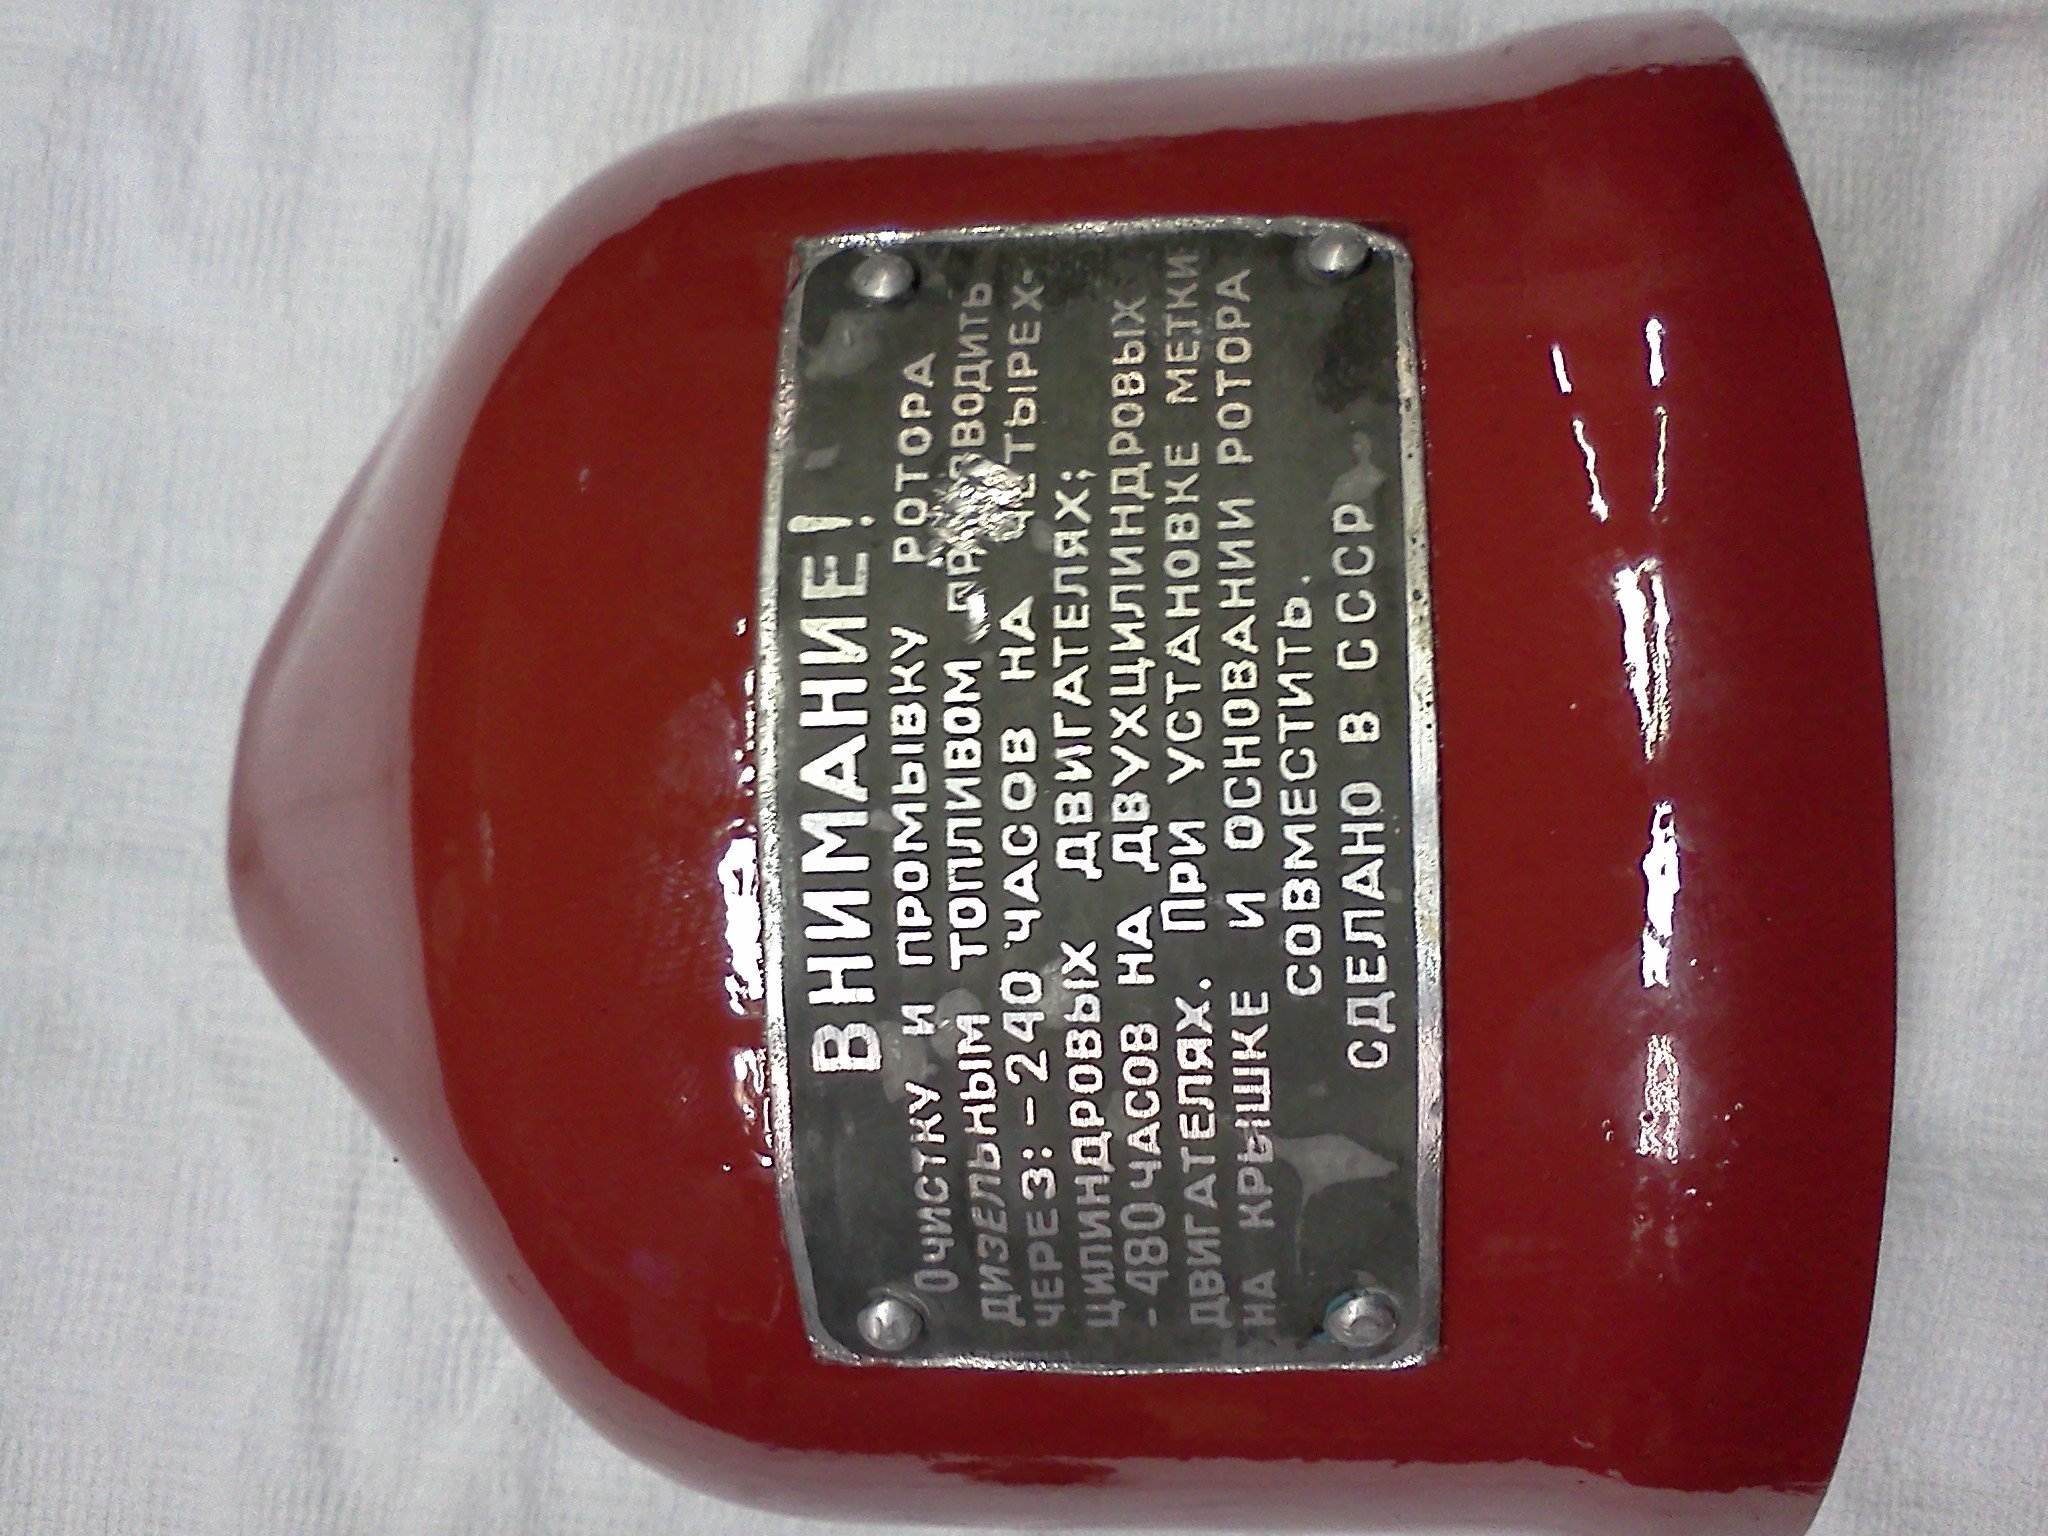 ВНИМАНИЕ!
ОЧИСТКУ И ПРОМЫВКУ РОТОРА
ДИЗЕЛЬНЫМ ТОПЛИВОМ ПРОИЗВОДИТЬ
ЧЕРЕЗ: -240 ЧАСОВ НА ЧЕТЫРЕХ-
ЦИЛИНДРОВЫХ ДВИГАТЕЛЯХ;
-480 ЧАСОВ НА ДВУХЦИЛИНДРОВЫХ
ДВИГАТЕЛЯХ. ПРИ УСТАНОВКЕ МЕТКИ
НА КРЫШКЕ И ОСНОВАНИИ РОТОРА
СОВМЕСТИТЬ.
СДЕЛАНО В СССР